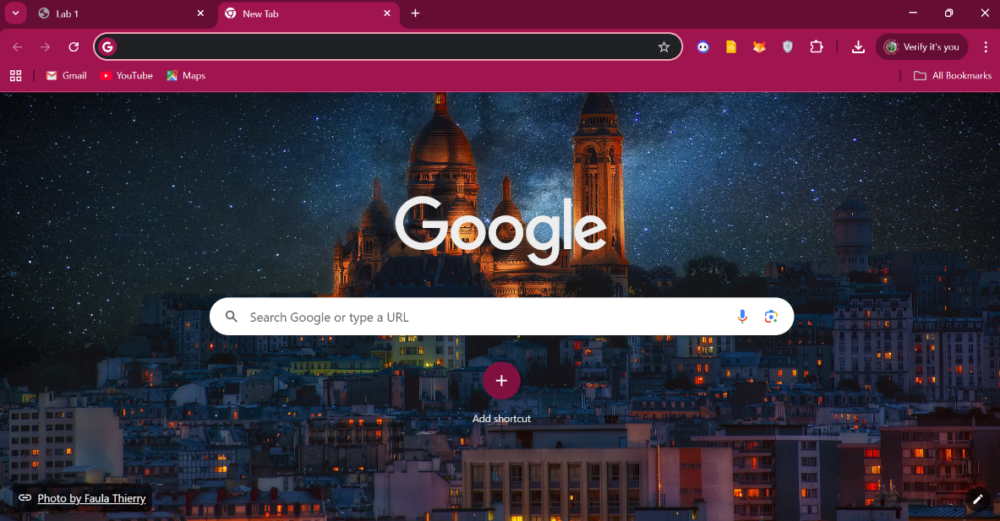 Lab 1
New Tab
Verify it's you
Gmail
YouTube
Maps
All Bookmarks
Google
Search Google or type a URL
Add shortcut
Photo by Faula Thierry